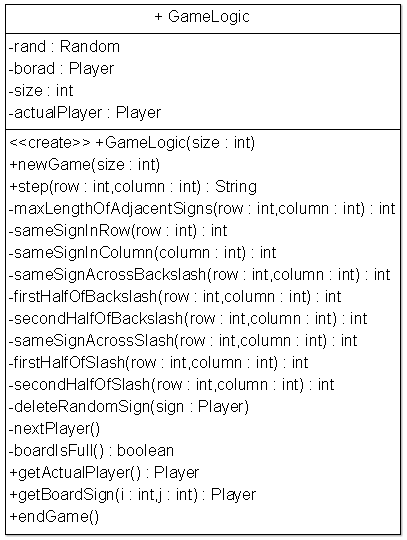 + GameLogic
-rand : Random
-borad : Player
-size : int
-actualPlayer : Player
<<create>> +GameLogic(size : int)
+newGame(size : int)
+step(row : int,column : int) : String
-maxLengthOfAdjacentSigns(row : int,column : int) : int
-sameSignInRow(row : int) : int
-sameSignInColumn(column : int) : int
-sameSignAcrossBackslash(row : int,column : int) : int
-firstHalfOfBackslash(row : int,column : int) : int
-secondHalfOfBackslash(row : int,column : int) : int
-sameSignAcrossSlash(row : int,column : int) : int
-firstHalfOfSlash(row : int,column : int) : int
-secondHalfOfSlash(row : int,column : int) : int
-deleteRandomSign(sign : Player)
-nextPlayer()
-boardIsFull() : boolean
+getActualPlayer() : Player
+getBoardSign(i : int,j : int) : Player
+endGame()